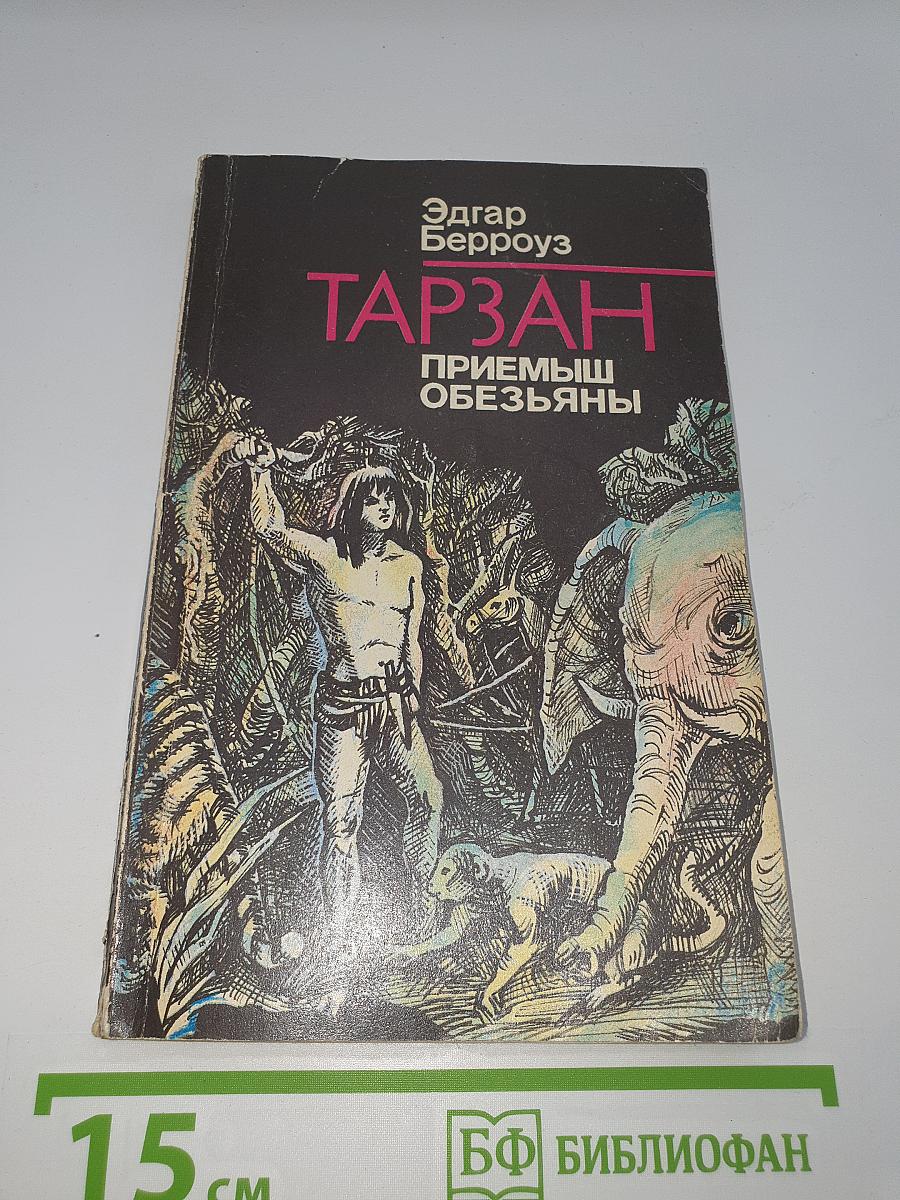 Эдгар
Берроуз
ТАРЗАН
ПРИЕМЫШ
ОБЕЗЬЯНЫ
15 см
БФ БИБЛИОФАН